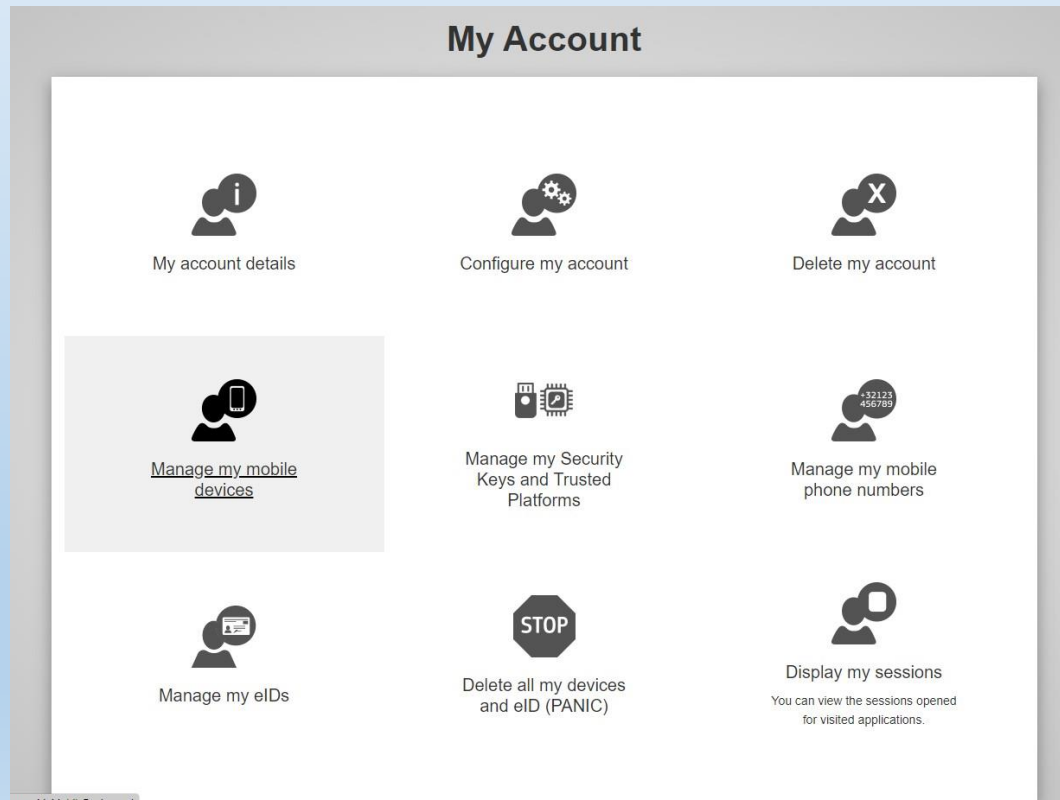 My Account
i
X
My account details
Configure my account
Delete my account
+32123
456789
Manage my mobile
devices
Manage my Security
Keys and Trusted
Platforms
Manage my mobile
phone numbers
STOP
Manage my eIDs
Delete all my devices
and eID (PANIC)
Display my sessions
You can view the sessions opened
for visited applications.